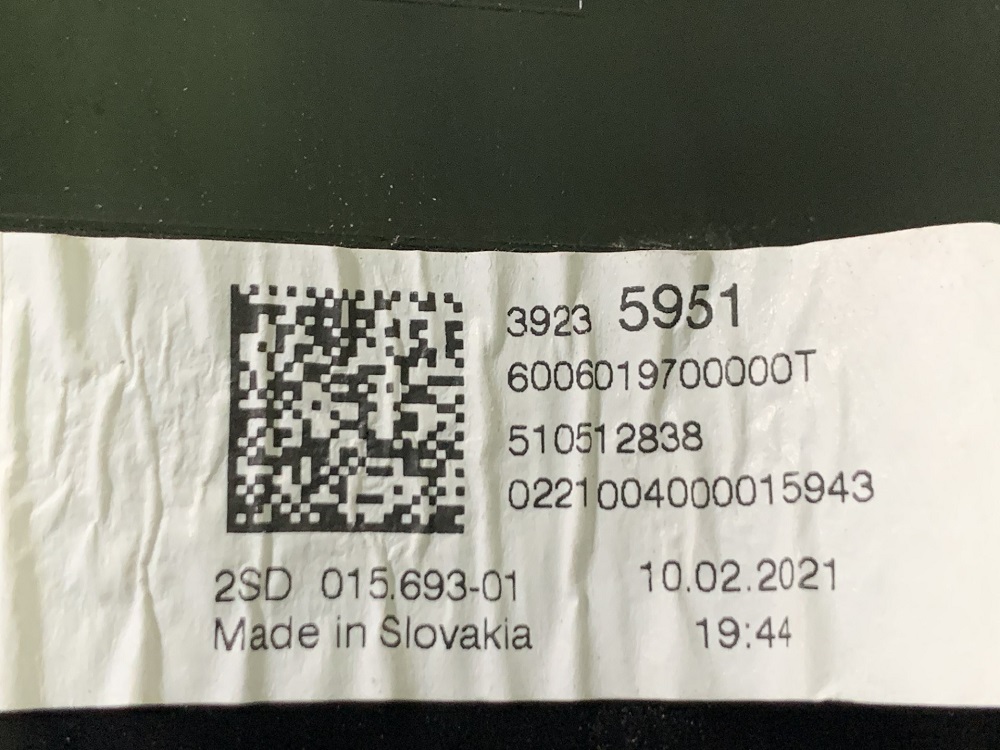 3923 5951
6006019700000T
510512838
0221004000015943
2SD 015.693-01
10.02.2021
Made in Slovakia
19:44